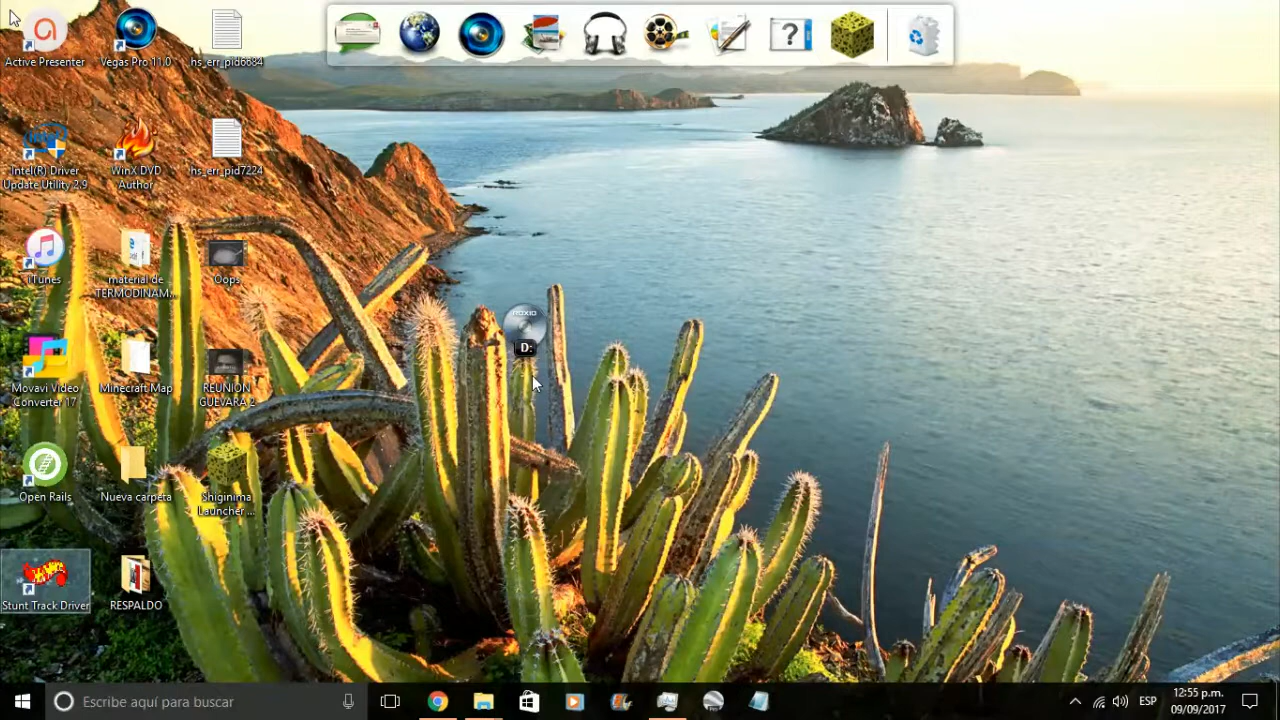 Active Presenter
Vegas Pro 11.0
hs_err_pid6684
Intel(R) Driver
Update Utility 2.9
WinX DVD
Author
hs_err_pid7224
iTunes
material de
TERMODINAM...
Oops
Movavi Video
Converter 17
Minecraft Map
REUNION
GUEVARA 2
Open Rails
Nueva carpeta
Shiginima
Launcher ...
Stunt Track Driver
RESPALDO
ROXIO
D:
Escribe aquí para buscar
ESP
12:55 p.m.
09/09/2017